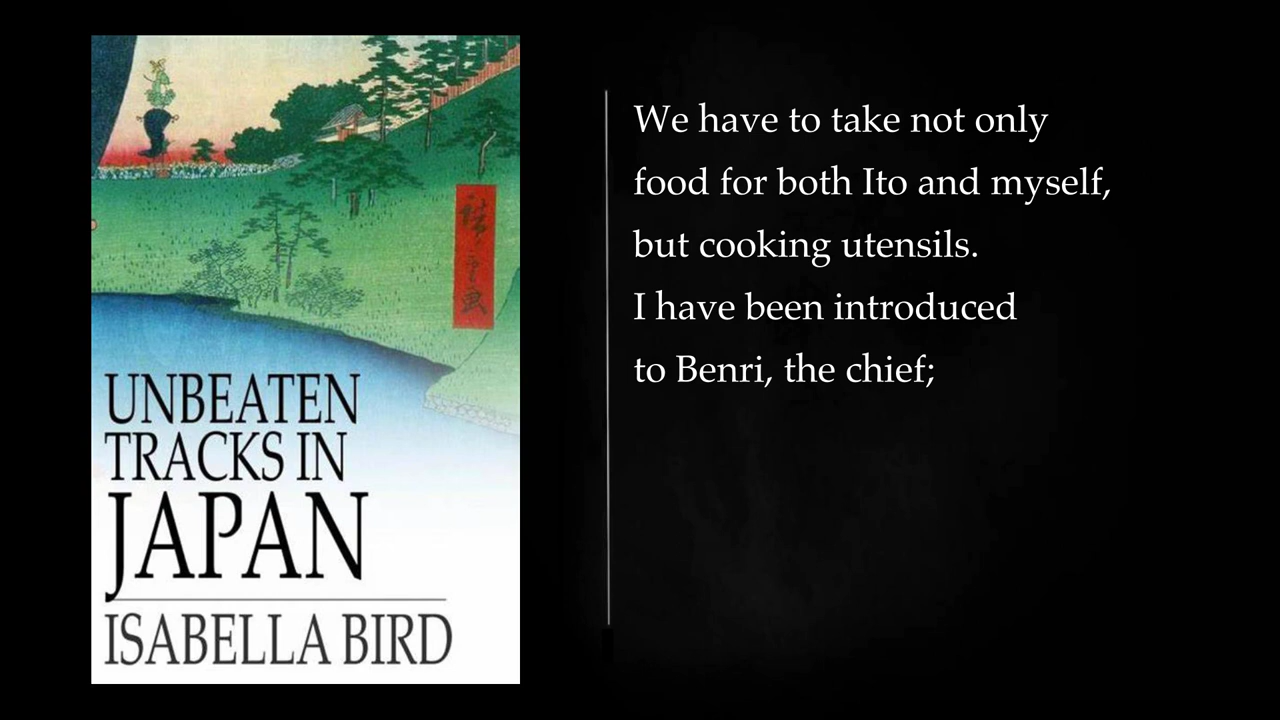 UNBEATEN
TRACKS IN
JAPAN
ISABELLA BIRD
We have to take not only
food for both Ito and myself,
but cooking utensils.
I have been introduced
to Benri, the chief;